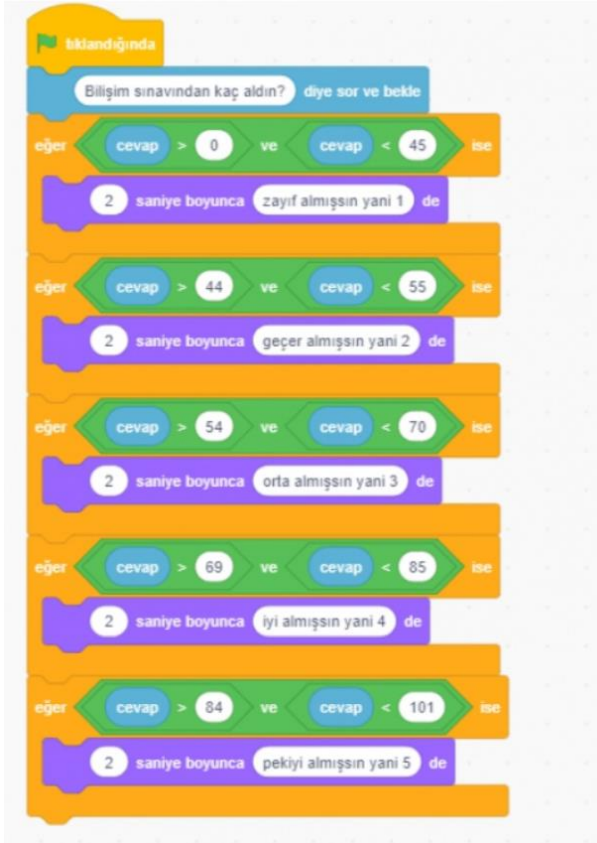 tıklandığında
Bilişim sınavından kaç aldın? diye sor ve bekle
eğer cevap > 0 ve cevap < 45 ise
2 saniye boyunca zayıf almışsın yani 1 de
eğer cevap > 44 ve cevap < 55 ise
2 saniye boyunca geçer almışsın yani 2 de
eğer cevap > 54 ve cevap < 70 ise
2 saniye boyunca orta almışsın yani 3 de
eğer cevap > 69 ve cevap < 85 ise
2 saniye boyunca iyi almışsın yani 4 de
eğer cevap > 84 ve cevap < 101 ise
2 saniye boyunca pekiyi almışsın yani 5 de